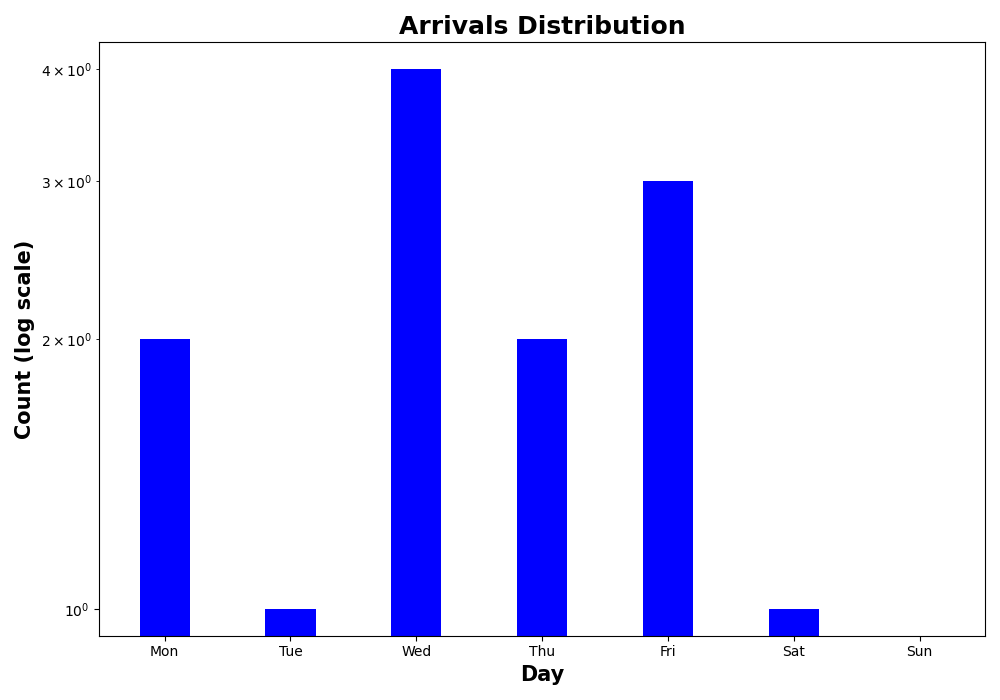 Arrivals Distribution
Count (log scale)
4 × 10⁰
3 × 10⁰
2 × 10⁰
10⁰
Mon Tue Wed Thu Fri Sat Sun
Day